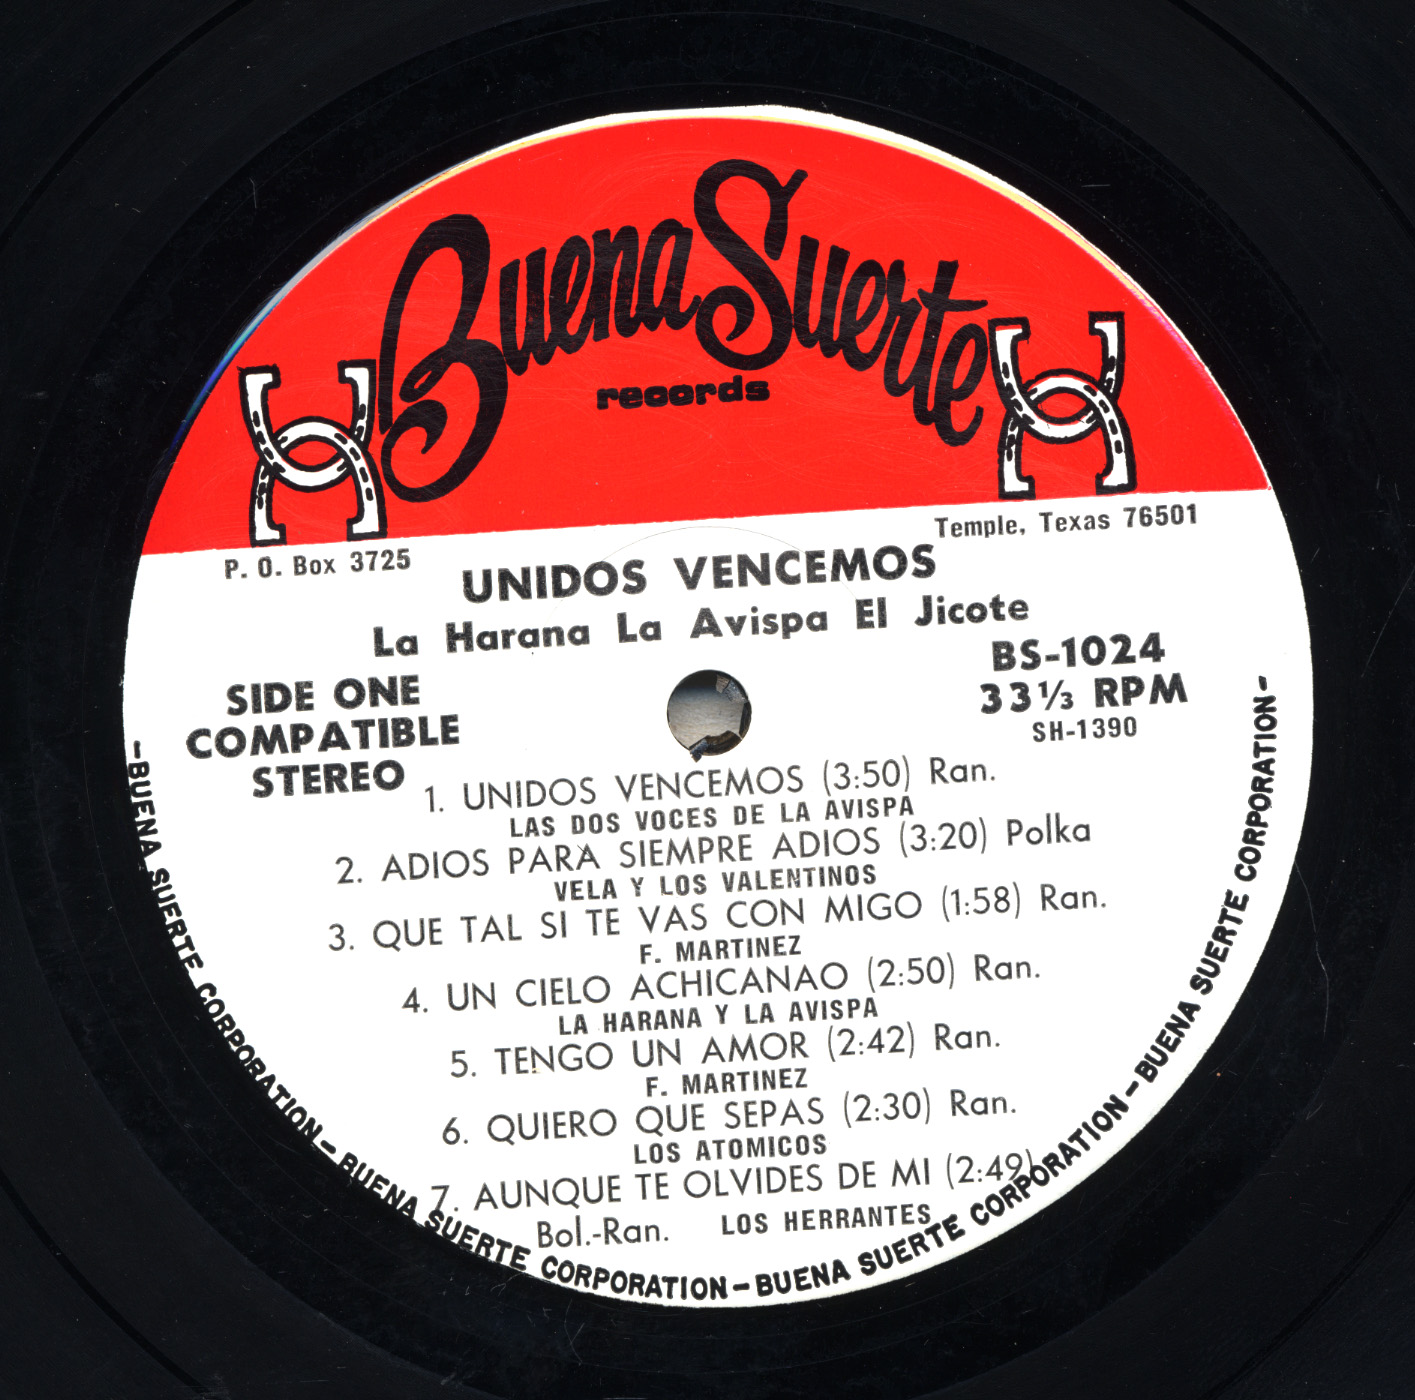 Buena Suerte
records
P. O. Box 3725
Temple, Texas 76501
UNIDOS VENCEMOS
La Harana La Avispa El Jicote
SIDE ONE
COMPATIBLE
STEREO
BS-1024
33⅓ RPM
SH-1390
1. UNIDOS VENCEMOS (3:50) Ran.
LAS DOS VOCES DE LA AVISPA
2. ADIOS PARA SIEMPRE ADIOS (3:20) Polka
VELA Y LOS VALENTINOS
3. QUE TAL SI TE VAS CON MIGO (1:58) Ran.
F. MARTINEZ
4. UN CIELO ACHICANAO (2:50) Ran.
LA HARANA Y LA AVISPA
5. TENGO UN AMOR (2:42) Ran.
F. MARTINEZ
6. QUIERO QUE SEPAS (2:30) Ran.
LOS ATOMICOS
7. AUNQUE TE OLVIDES DE MI (2:49)
Bol.-Ran. LOS HERRANTES
-BUENA SUERTE CORPORATION-BUENA SUERTE CORPORATION-BUENA SUERTE CORPORATION-BUENA SUERTE CORPORATION-